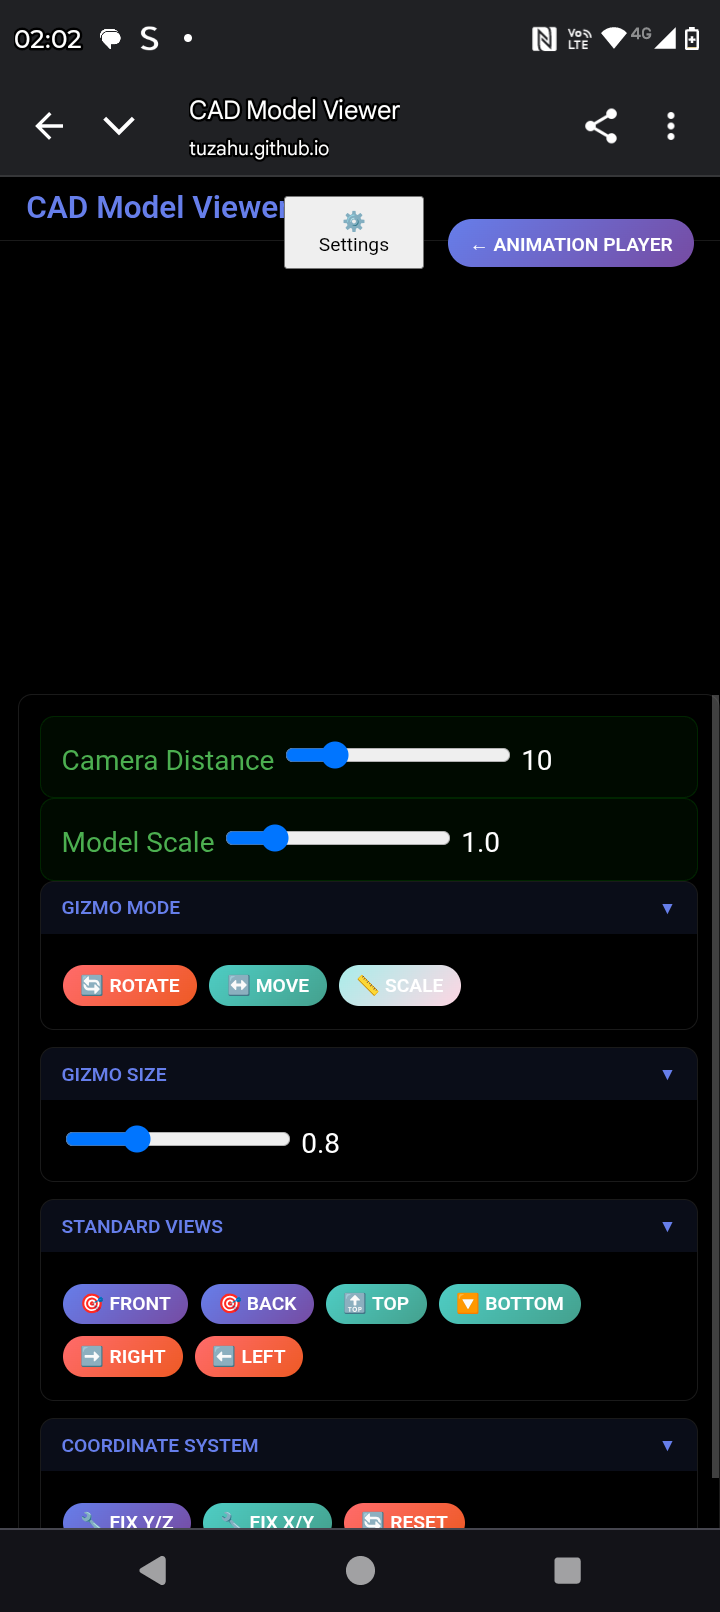 02:02
Vo LTE
4G
CAD Model Viewer
tuzahu.github.io
CAD Model Viewer
⚙️
Settings
← ANIMATION PLAYER
Camera Distance 10
Model Scale 1.0
GIZMO MODE ▼
🔄 ROTATE ↔️ MOVE 📏 SCALE
GIZMO SIZE ▼
0.8
STANDARD VIEWS ▼
🎯 FRONT 🎯 BACK 🔝 TOP 🔽 BOTTOM
➡️ RIGHT ⬅️ LEFT
COORDINATE SYSTEM ▼
🔧 FIX Y/Z 🔧 FIX X/Y 🔄 RESET